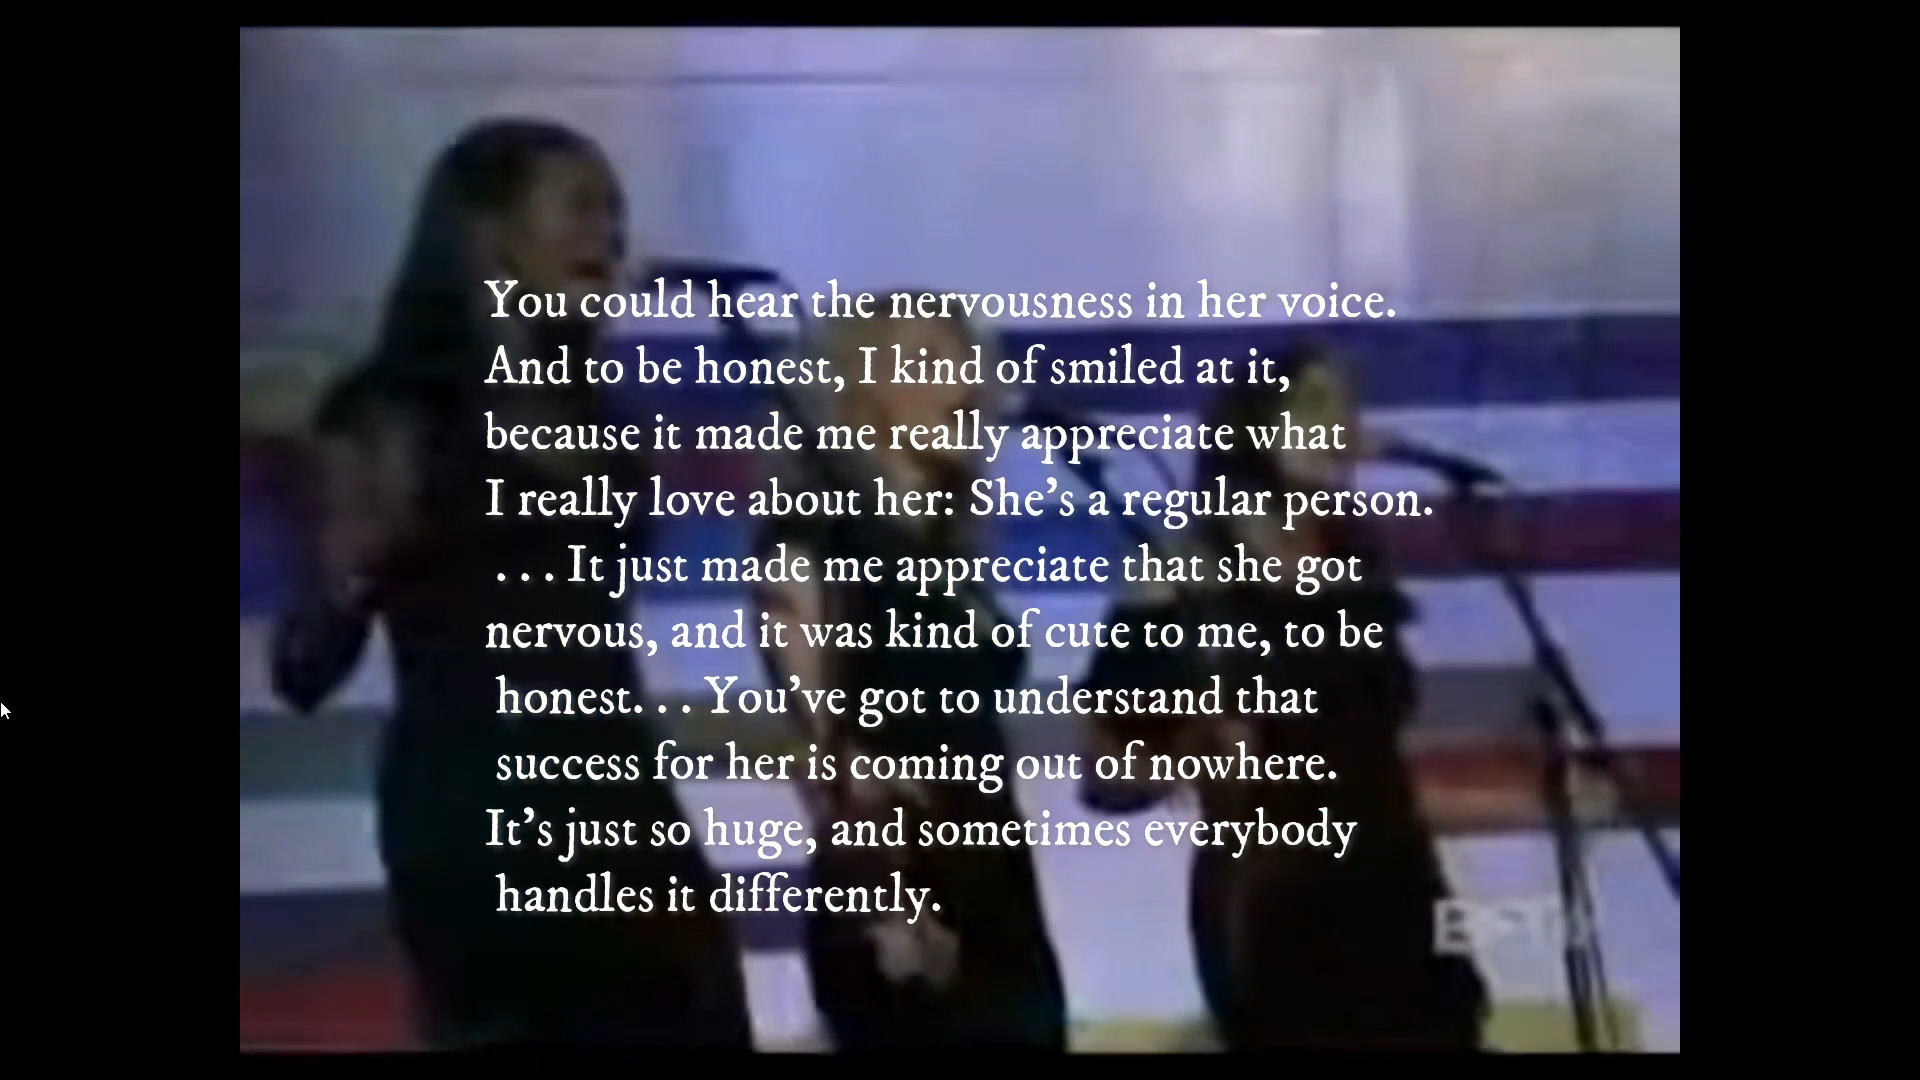 You could hear the nervousness in her voice.
And to be honest, I kind of smiled at it,
because it made me really appreciate what
I really love about her: She’s a regular person.
. . . It just made me appreciate that she got
nervous, and it was kind of cute to me, to be
honest. . . You’ve got to understand that
success for her is coming out of nowhere.
It’s just so huge, and sometimes everybody
handles it differently.